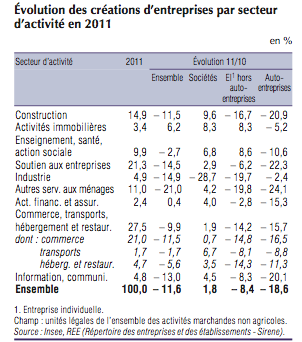 Évolution des créations d'entreprises par secteur
d'activité en 2011
en %
Secteur d'activité 2011 Évolution 11/10
Ensemble Sociétés EI¹ hors auto-entreprises Auto-entreprises
Construction 14,9 – 11,5 9,6 – 16,7 – 20,9
Activités immobilières 3,4 6,2 8,3 8,3 – 5,2
Enseignement, santé,
action sociale 9,9 – 2,7 6,8 8,6 – 10,6
Soutien aux entreprises 21,3 – 14,5 2,9 – 6,2 – 22,3
Industrie 4,9 – 14,9 – 28,7 – 19,7 – 2,4
Autres serv. aux ménages 11,0 – 21,0 4,2 – 19,8 – 24,1
Act. financ. et assur. 2,4 0,4 4,0 – 2,8 – 15,3
Commerce, transports,
hébergement et restaur. 27,5 – 9,9 1,9 – 14,2 – 15,7
dont : commerce 21,0 – 11,5 0,7 – 14,8 – 16,5
transports 1,7 – 1,7 6,7 – 8,1 – 8,8
héberg. et restaur. 4,7 – 5,6 3,5 – 14,3 – 11,3
Information, communi. 4,8 – 13,0 4,5 – 8,3 – 20,1
Ensemble 100,0 – 11,6 1,8 – 8,4 – 18,6
1. Entreprise individuelle.
Champ : unités légales de l'ensemble des activités marchandes non agricoles.
Source : Insee, REE (Répertoire des entreprises et des établissements - Sirene).